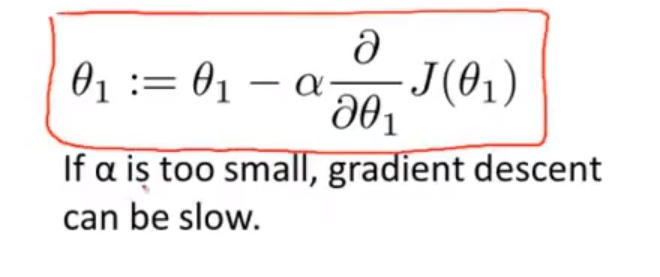 θ₁ := θ₁ − α ∂/∂θ₁ J(θ₁)
If α is too small, gradient descent
can be slow.